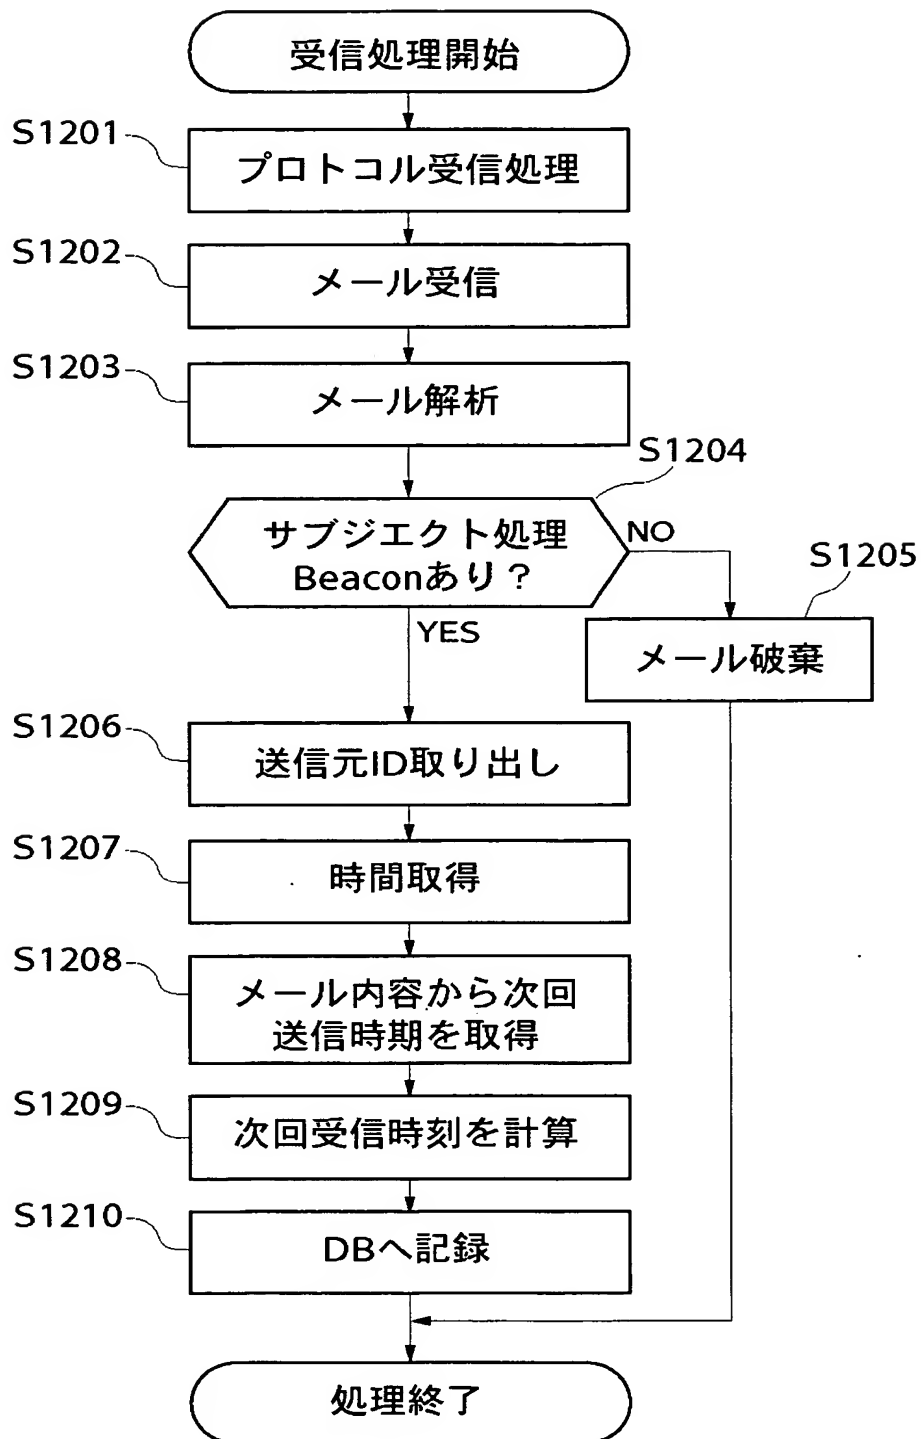 受信処理開始
S1201
プロトコル受信処理
S1202
メール受信
S1203
メール解析
S1204
サブジエクト処理
Beaconあり?
NO
YES
S1205
メール破棄
S1206
送信元ID取り出し
S1207
時間取得
S1208
メール内容から次回
送信時期を取得
S1209
次回受信時刻を計算
S1210
DBへ記録
処理終了